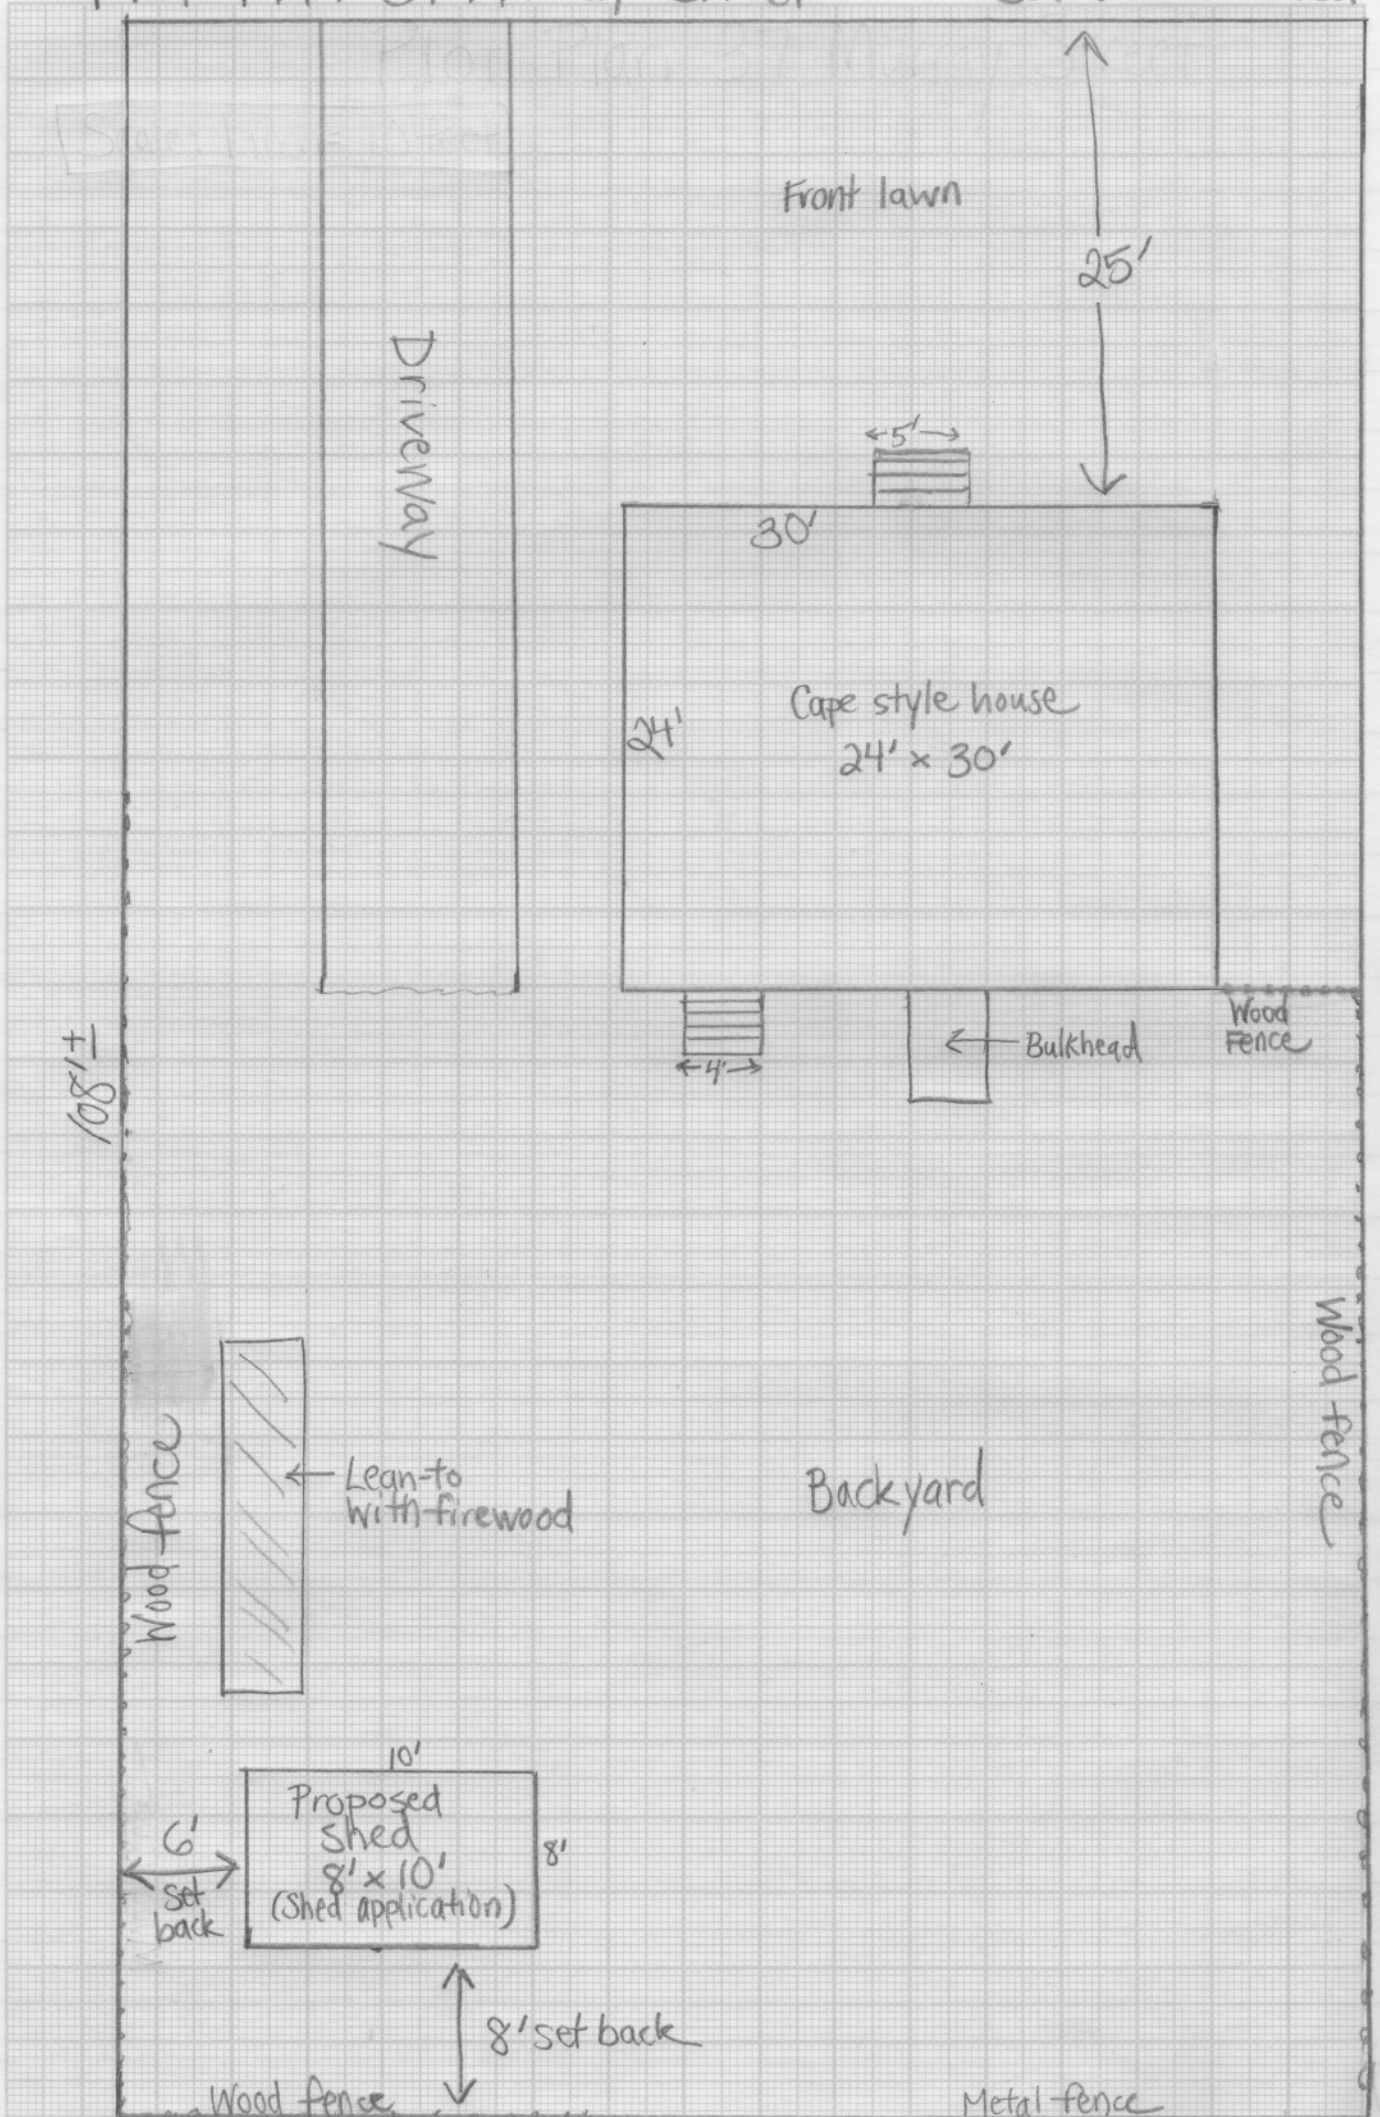 Front lawn
25'
Driveway
5'
30'
24'
Cape style house
24' x 30'
Wood
Fence
Bulkhead
4'
108'±
Wood fence
Wood fence
Lean-to
with firewood
Backyard
10'
Proposed
shed
8' x 10'
(Shed application)
8'
6'
set
back
8' set back
Wood fence
Metal fence